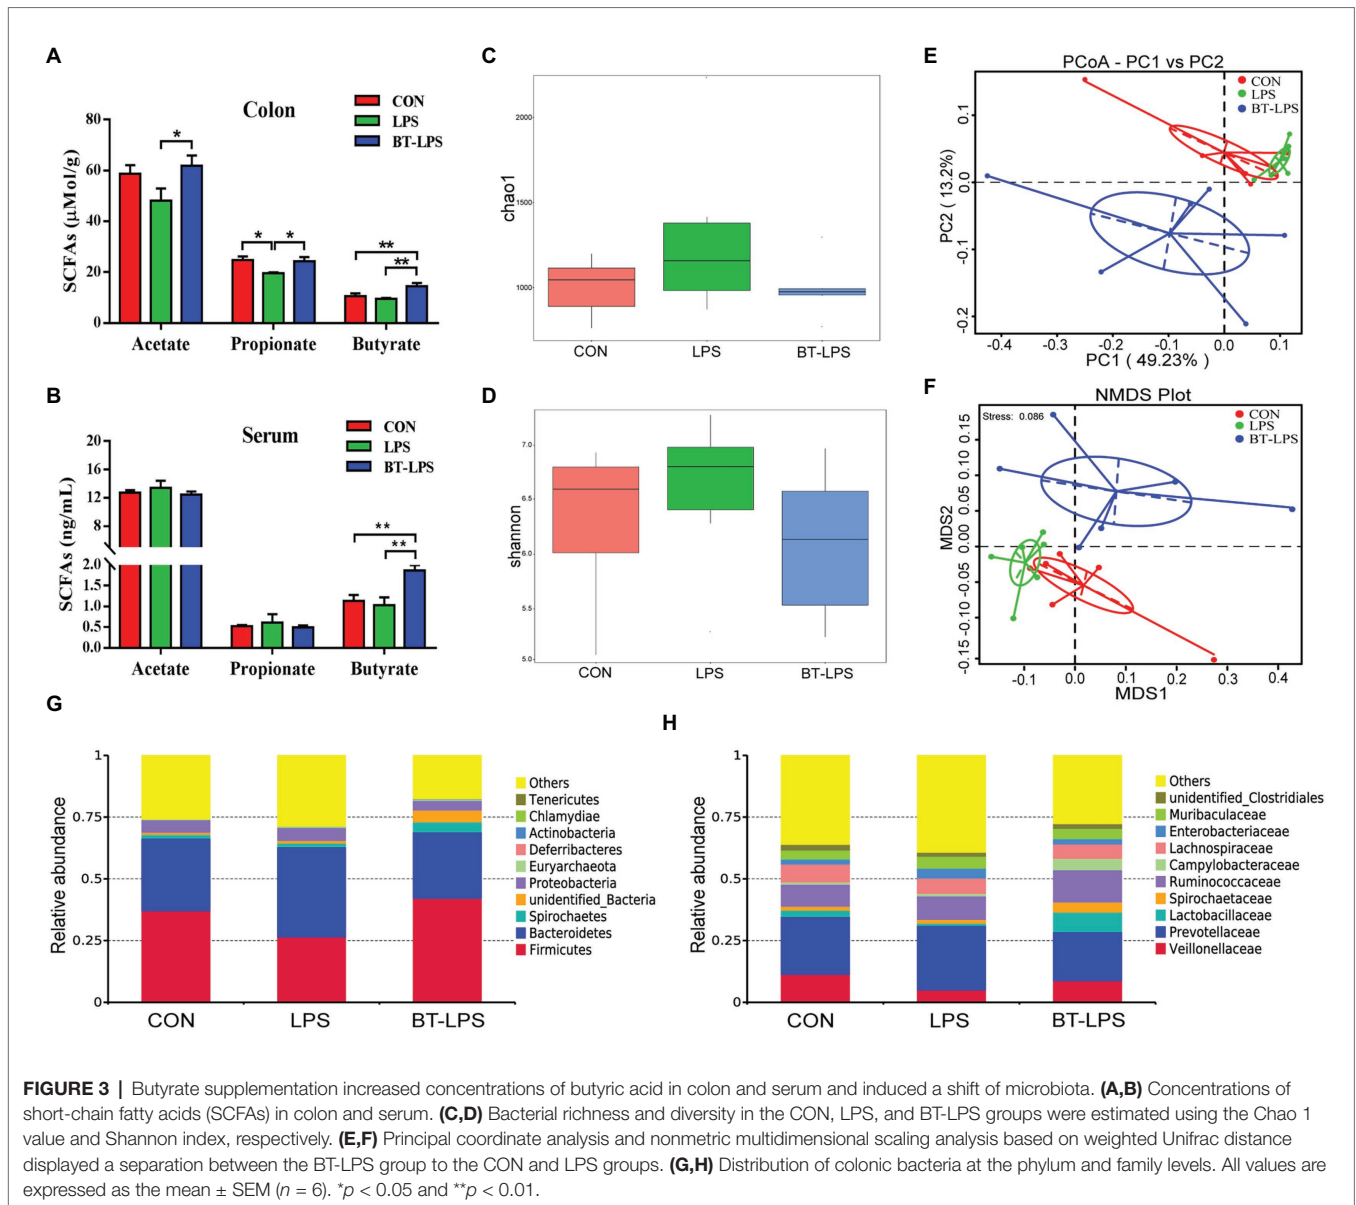 A
Colon
CON
LPS
BT-LPS
SCFAs (μMol/g)
80
60
40
20
0
*
*
*
**
**
Acetate
Propionate
Butyrate
B
Serum
CON
LPS
BT-LPS
SCFAs (ng/mL)
20
16
12
8
2.0
1.5
1.0
0.5
0.0
**
**
Acetate
Propionate
Butyrate
C
chao1
2000
1500
1000
CON
LPS
BT-LPS
D
shannon
7.0
6.5
6.0
5.5
5.0
CON
LPS
BT-LPS
E
PCoA - PC1 vs PC2
CON
LPS
BT-LPS
PC2 ( 13.2%)
0.1
0.0
-0.1
-0.2
-0.4
-0.3
-0.2
-0.1
0.0
0.1
PC1 ( 49.23%)
F
NMDS Plot
Stress: 0.086
CON
LPS
BT-LPS
MDS2
0.15
0.10
0.05
0.00
-0.05
-0.10
-0.15
-0.1
0.0
0.1
0.2
0.3
0.4
MDS1
G
Relative abundance
1
0.75
0.5
0.25
0
CON
LPS
BT-LPS
Others
Tenericutes
Chlamydiae
Actinobacteria
Deferribacteres
Euryarchaeota
Proteobacteria
unidentified_Bacteria
Spirochaetes
Bacteroidetes
Firmicutes
H
Relative abundance
1
0.75
0.5
0.25
0
CON
LPS
BT-LPS
Others
unidentified_Clostridiales
Muribaculaceae
Enterobacteriaceae
Lachnospiraceae
Campylobacteraceae
Ruminococcaceae
Spirochaetaceae
Lactobacillaceae
Prevotellaceae
Veillonellaceae
FIGURE 3 | Butyrate supplementation increased concentrations of butyric acid in colon and serum and induced a shift of microbiota. (A,B) Concentrations of
short-chain fatty acids (SCFAs) in colon and serum. (C,D) Bacterial richness and diversity in the CON, LPS, and BT-LPS groups were estimated using the Chao 1
value and Shannon index, respectively. (E,F) Principal coordinate analysis and nonmetric multidimensional scaling analysis based on weighted Unifrac distance
displayed a separation between the BT-LPS group to the CON and LPS groups. (G,H) Distribution of colonic bacteria at the phylum and family levels. All values are
expressed as the mean ± SEM (n = 6). *p < 0.05 and **p < 0.01.